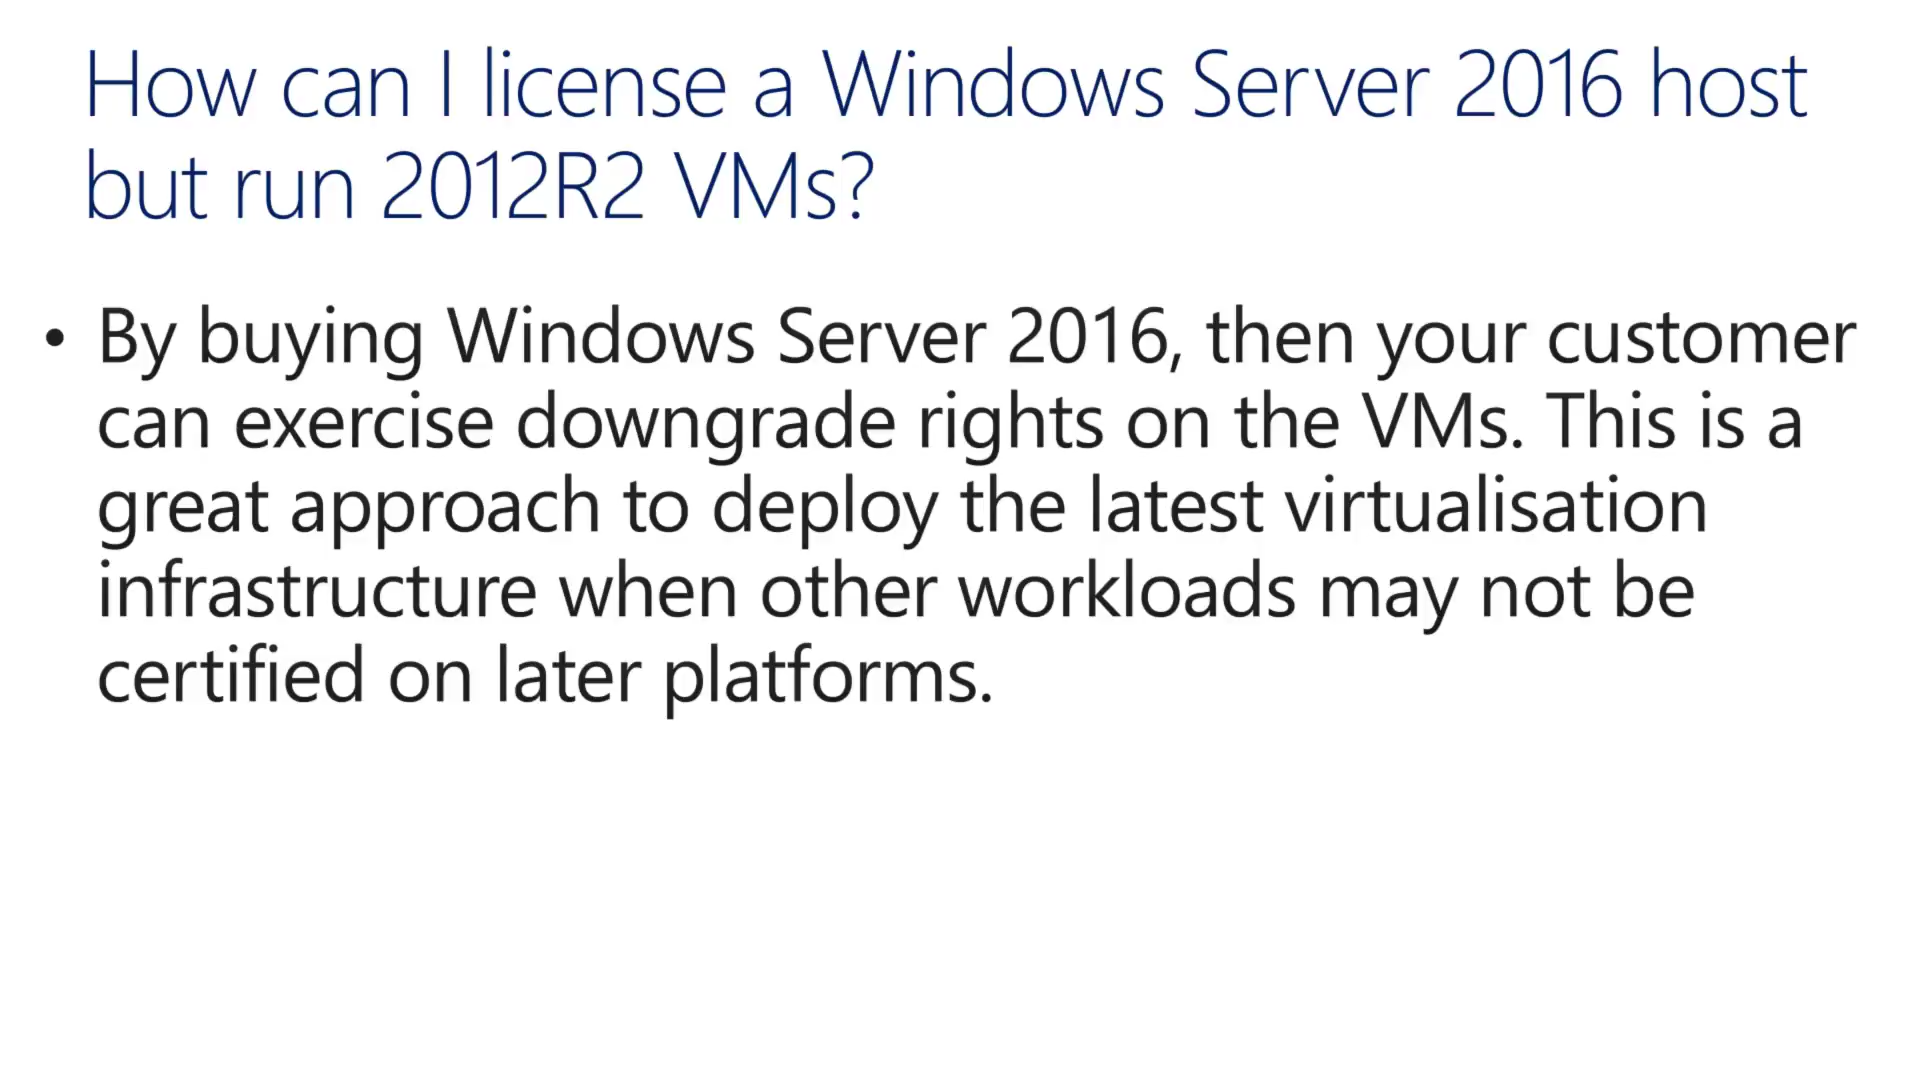 How can I license a Windows Server 2016 host
but run 2012R2 VMs?
• By buying Windows Server 2016, then your customer
can exercise downgrade rights on the VMs. This is a
great approach to deploy the latest virtualisation
infrastructure when other workloads may not be
certified on later platforms.